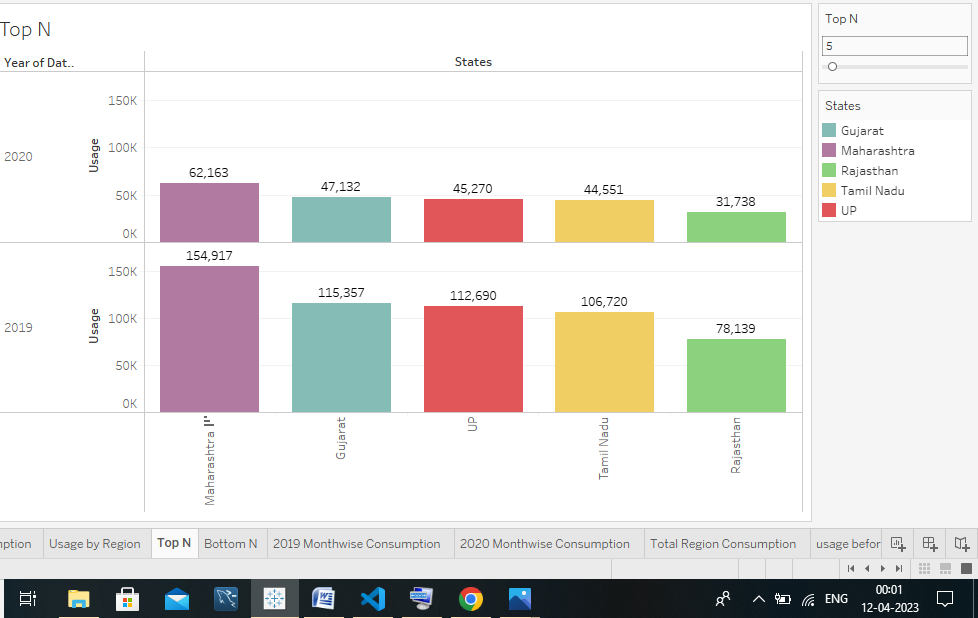 Top N
Year of Dat..
States
2020
Usage
150K
100K
50K
0K
62,163
47,132
45,270
44,551
31,738
2019
Usage
150K
100K
50K
0K
154,917
115,357
112,690
106,720
78,139
Maharashtra
Gujarat
UP
Tamil Nadu
Rajasthan
Top N
5
States
Gujarat
Maharashtra
Rajasthan
Tamil Nadu
UP
mption Usage by Region Top N Bottom N 2019 Monthwise Consumption 2020 Monthwise Consumption Total Region Consumption usage befor
ENG
00:01
12-04-2023